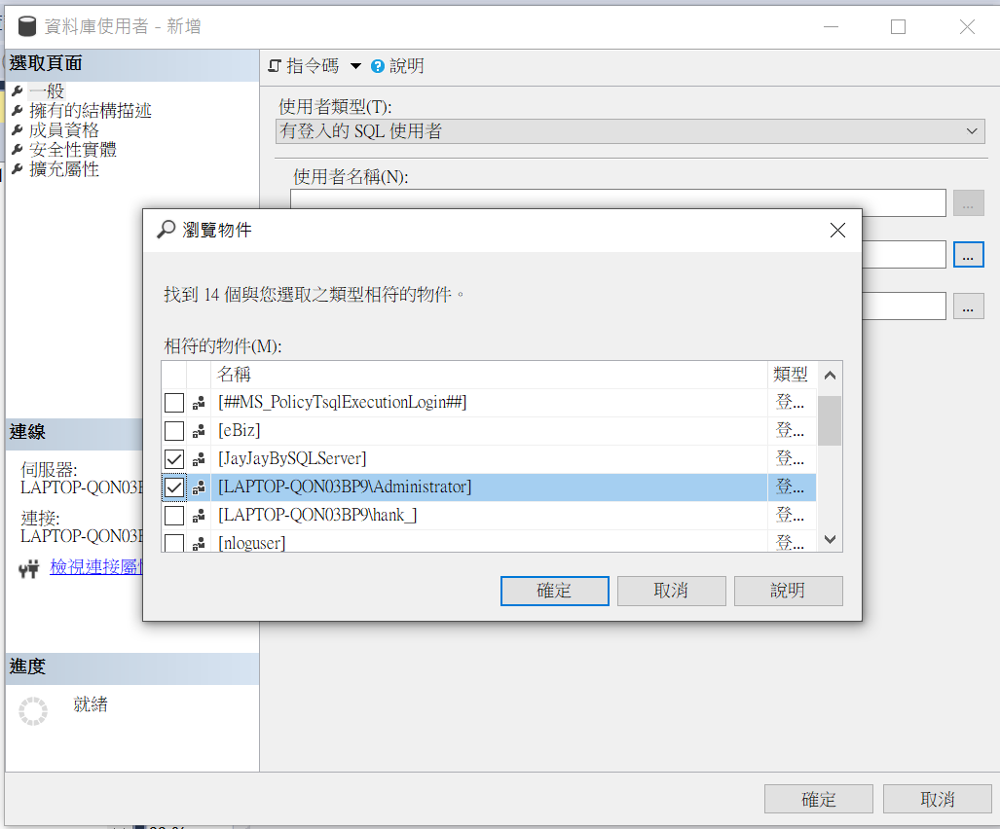 資料庫使用者 - 新增
選取頁面
一般
擁有的結構描述
成員資格
安全性實體
擴充屬性
指令碼 說明
使用者類型(T):
有登入的 SQL 使用者
使用者名稱(N):
...
...
...
瀏覽物件
找到 14 個與您選取之類型相符的物件。
相符的物件(M):
名稱 類型
[##MS_PolicyTsqlExecutionLogin##] 登...
[eBiz] 登...
[JayJayBySQLServer] 登...
[LAPTOP-QON03BP9\Administrator] 登...
[LAPTOP-QON03BP9\hank_] 登...
[nloguser] 登...
確定 取消 說明
連線
伺服器:
LAPTOP-QON03B
連接:
LAPTOP-QON03B
檢視連接屬性
進度
就緒
確定 取消